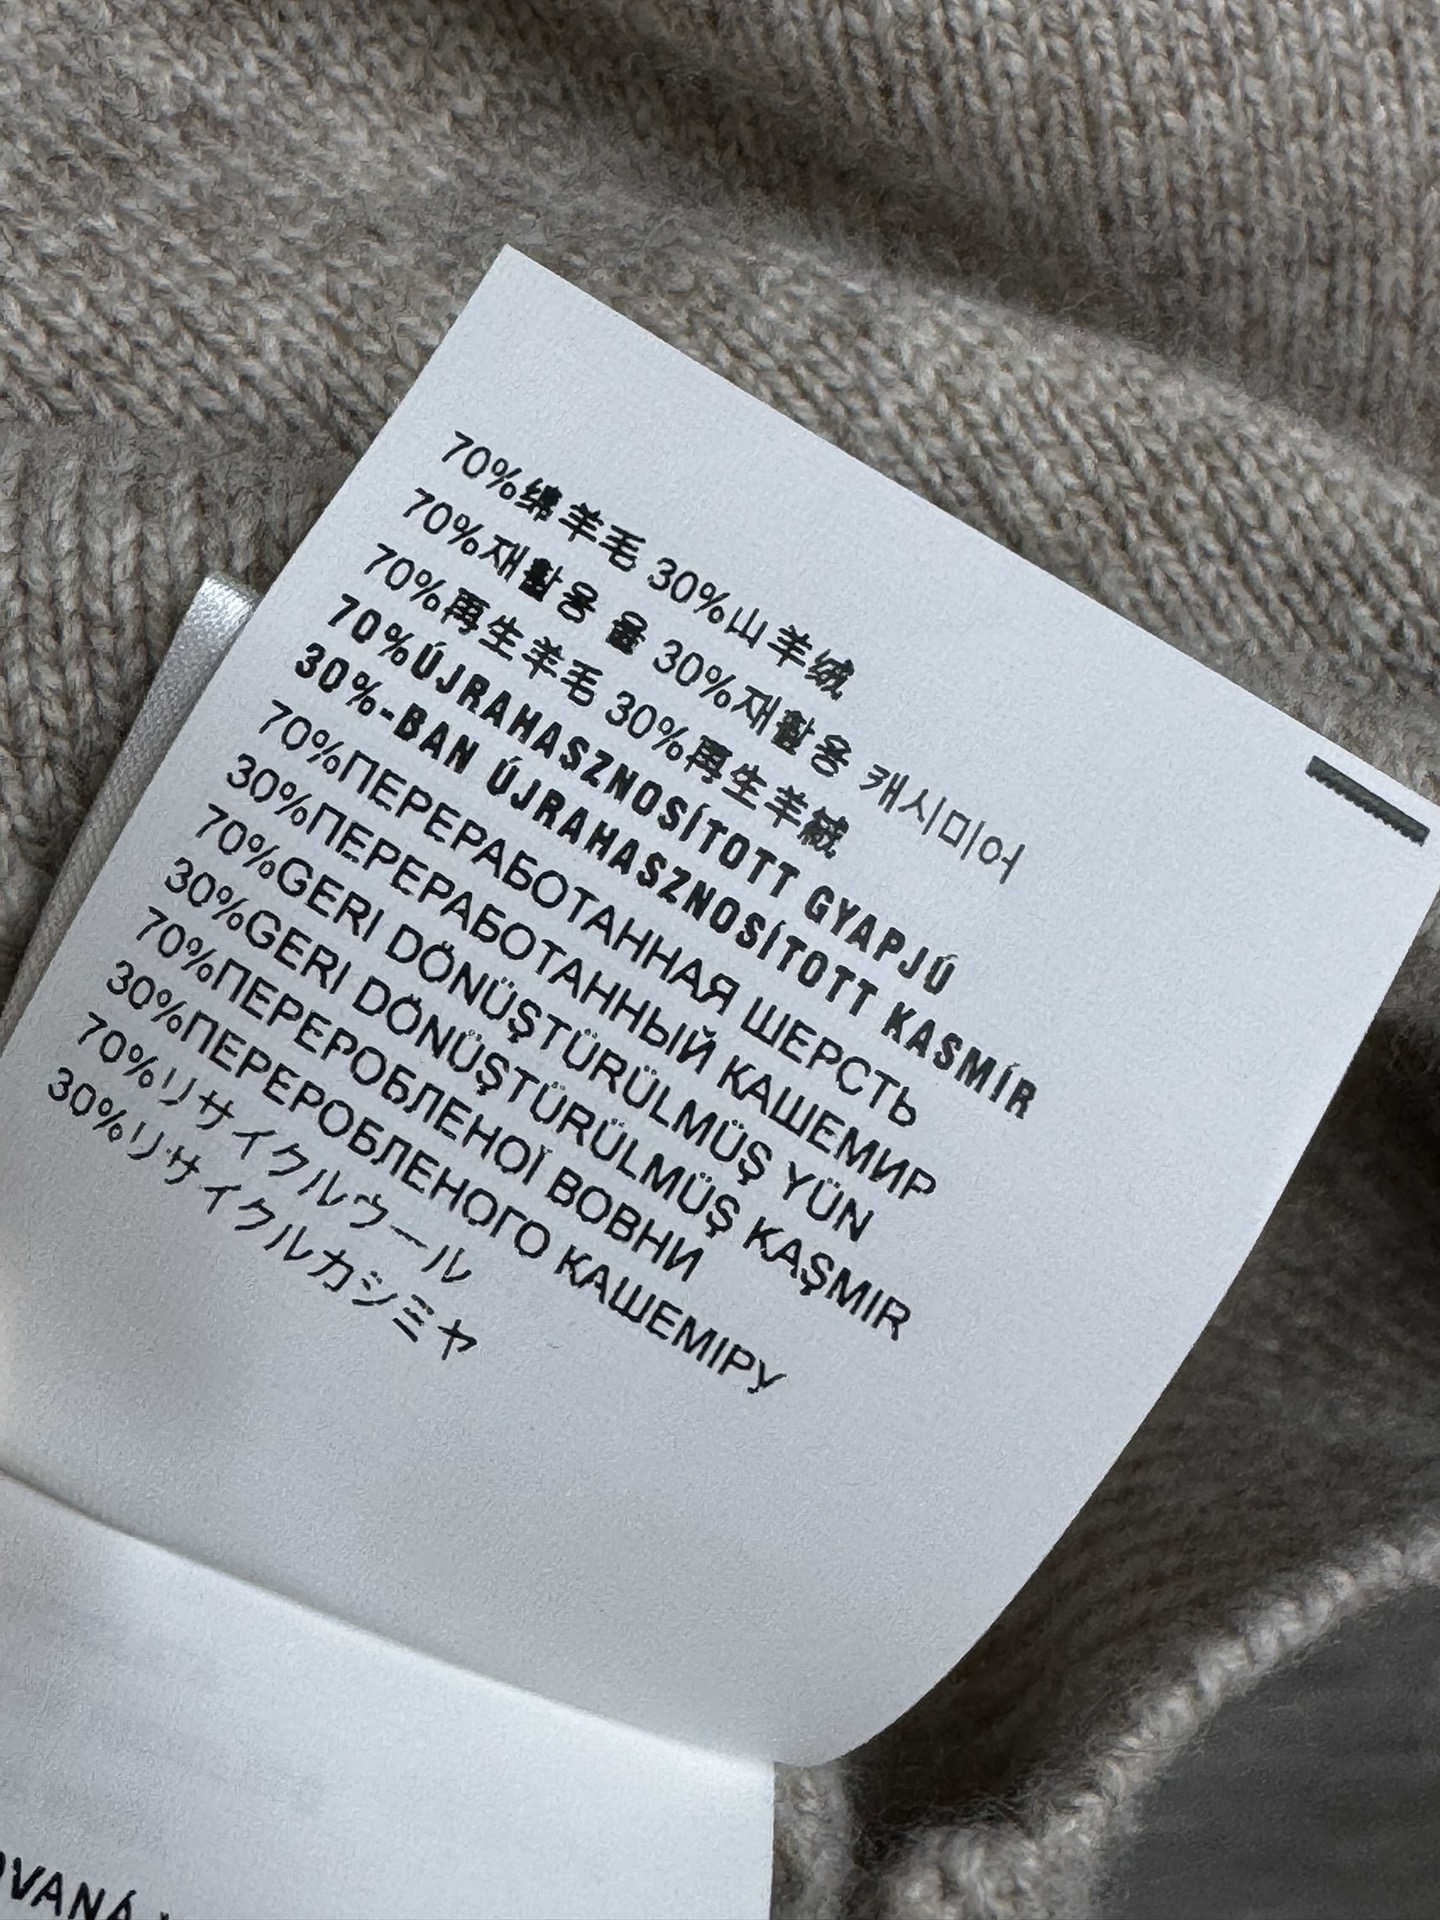 70%绵羊毛 30%山羊绒
70%재활용 울 30%재활용 캐시미어
70%再生羊毛 30%再生羊絨
70%ÚJRAHASZNOSÍTOTT GYAPJÚ
30%-BAN ÚJRAHASZNOSÍTOTT KASMÍR
70%ПЕРЕРАБОТАННАЯ ШЕРСТЬ
30%ПЕРЕРАБОТАННЫЙ КАШЕМИР
70%GERI DÖNÜŞTÜRÜLMÜŞ YÜN
30%GERI DÖNÜŞTÜRÜLMÜŞ KAŞMIR
70%ПЕРЕРОБЛЕНОЇ ВОВНИ
30%ПЕРЕРОБЛЕНОГО КАШЕМІРУ
70%リサイクルウール
30%リサイクルカシミヤ